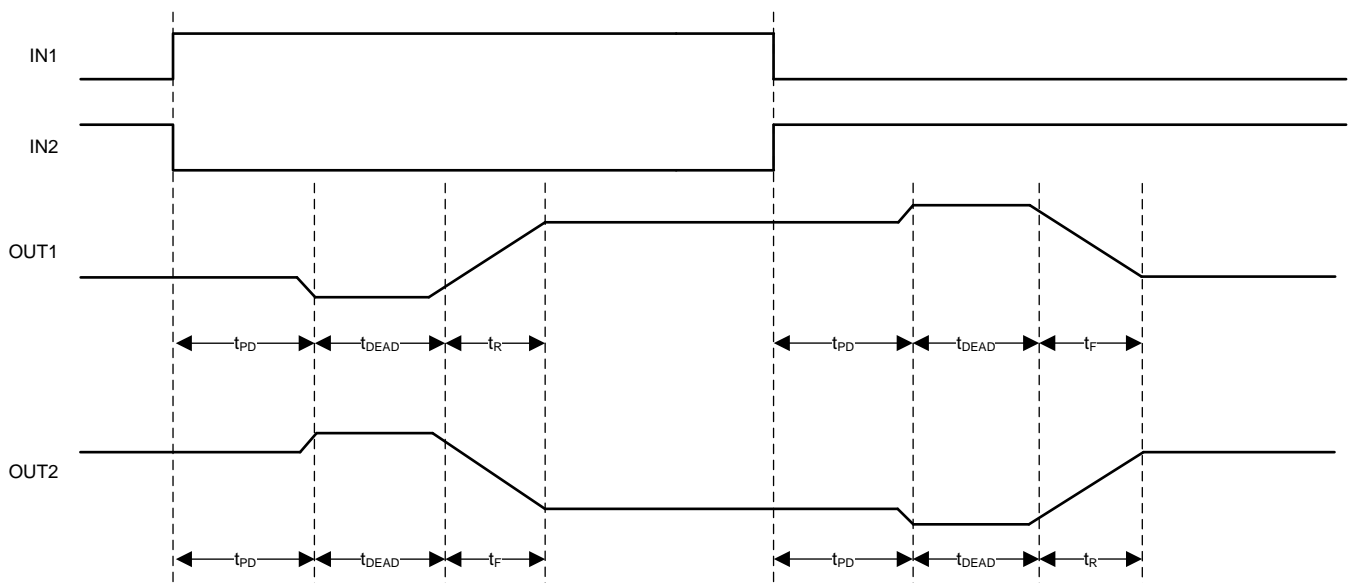 IN1
IN2
OUT1
tPD tDEAD tR tPD tDEAD tF
OUT2
tPD tDEAD tF tPD tDEAD tR